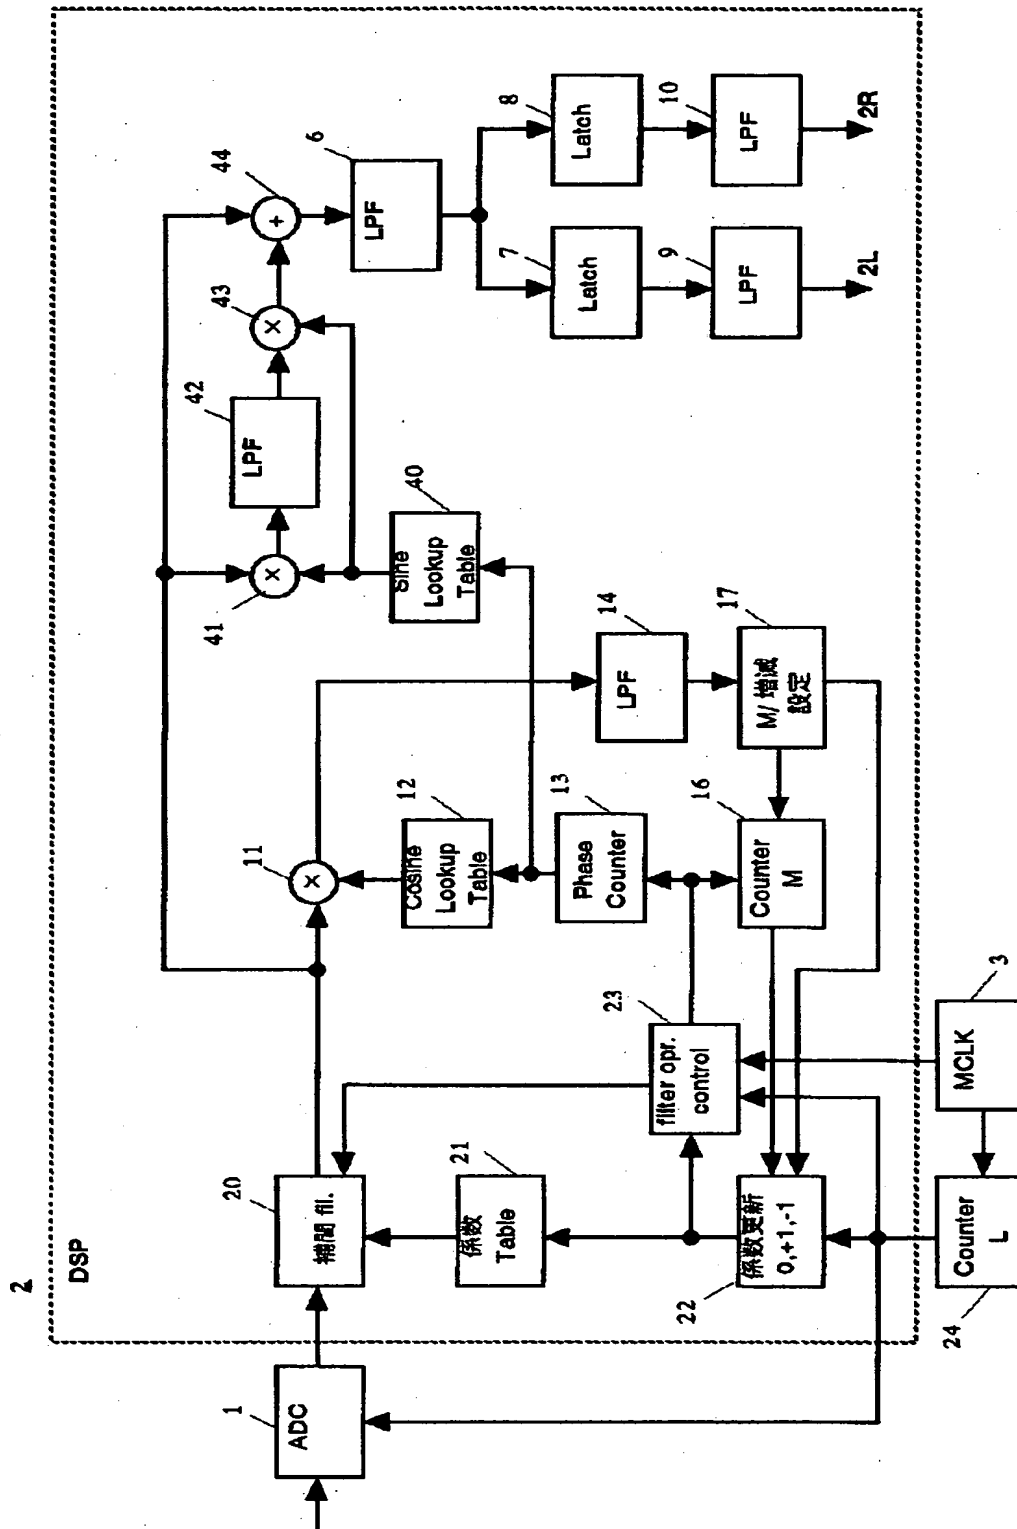 2
DSP
1
ADC
20
補間 fil.
21
係数
Table
22
係数更新
0,+1,-1
23
filter opr.
control
24
Counter
L
3
MCLK
11
×
12
Cosine
Lookup
Table
13
Phase
Counter
16
Counter
M
14
LPF
17
M/増減
設定
40
Sine
Lookup
Table
41
×
42
LPF
43
×
44
+
6
LPF
7
Latch
8
Latch
9
LPF
10
LPF
2L
2R